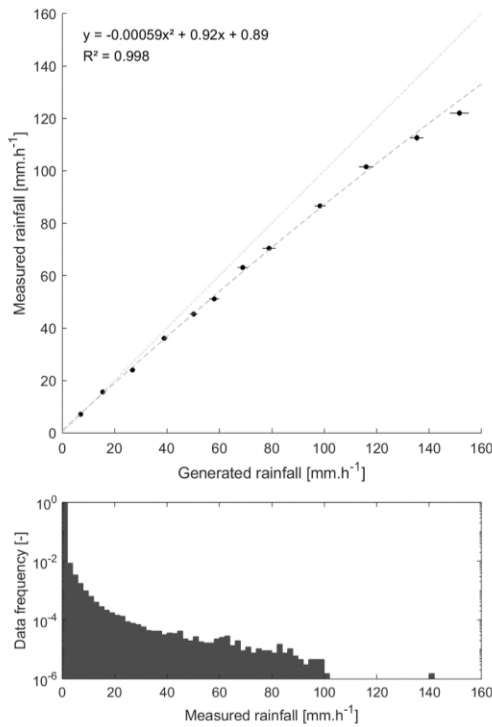 y = -0.00059x² + 0.92x + 0.89
R² = 0.998
160
140
120
100
80
60
40
20
0
Measured rainfall [mm.h⁻¹]
0 20 40 60 80 100 120 140 160
Generated rainfall [mm.h⁻¹]
10⁰
10⁻²
10⁻⁴
10⁻⁶
Data frequency [-]
0 20 40 60 80 100 120 140 160
Measured rainfall [mm.h⁻¹]